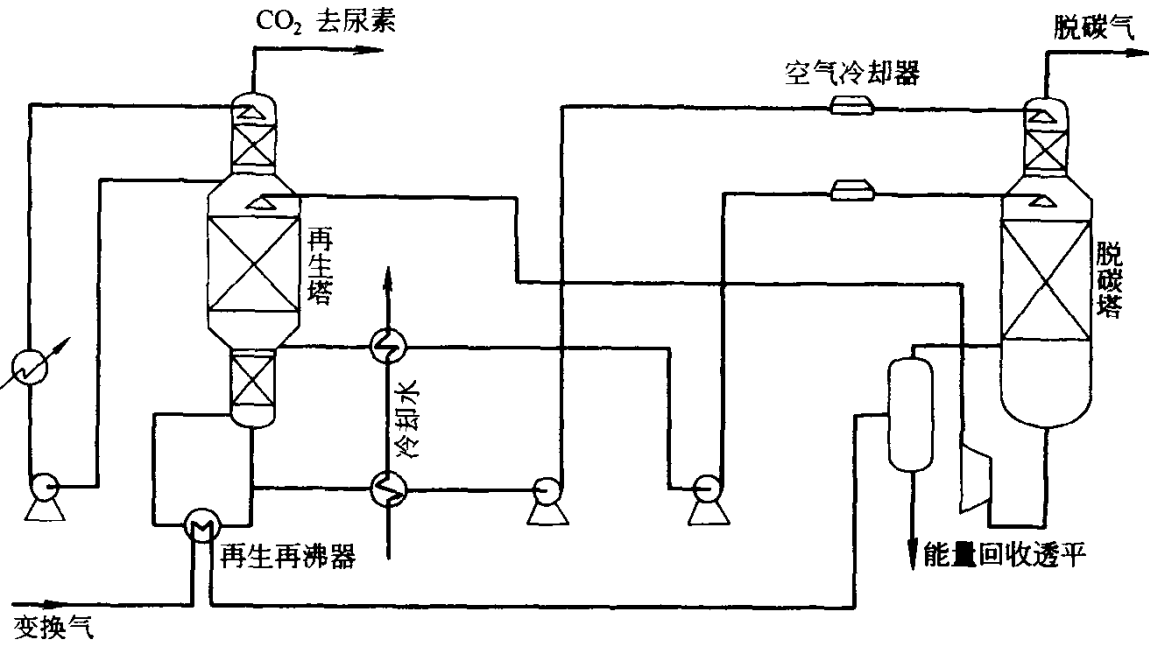 CO₂ 去尿素
脱碳气
空气冷却器
再生塔
脱碳塔
冷却水
再生再沸器
能量回收透平
变换气